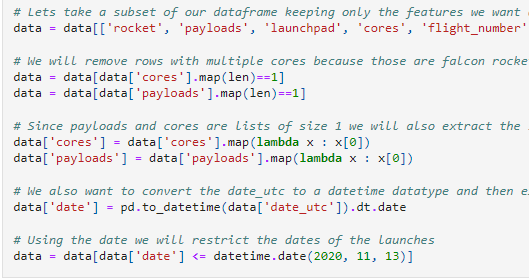 # Lets take a subset of our dataframe keeping only the features we want
data = data[['rocket', 'payloads', 'launchpad', 'cores', 'flight_number'
# We will remove rows with multiple cores because those are falcon rocke
data = data[data['cores'].map(len)==1]
data = data[data['payloads'].map(len)==1]
# Since payloads and cores are lists of size 1 we will also extract the
data['cores'] = data['cores'].map(lambda x : x[0])
data['payloads'] = data['payloads'].map(lambda x : x[0])
# We also want to convert the date_utc to a datetime datatype and then e
data['date'] = pd.to_datetime(data['date_utc']).dt.date
# Using the date we will restrict the dates of the launches
data = data[data['date'] <= datetime.date(2020, 11, 13)]